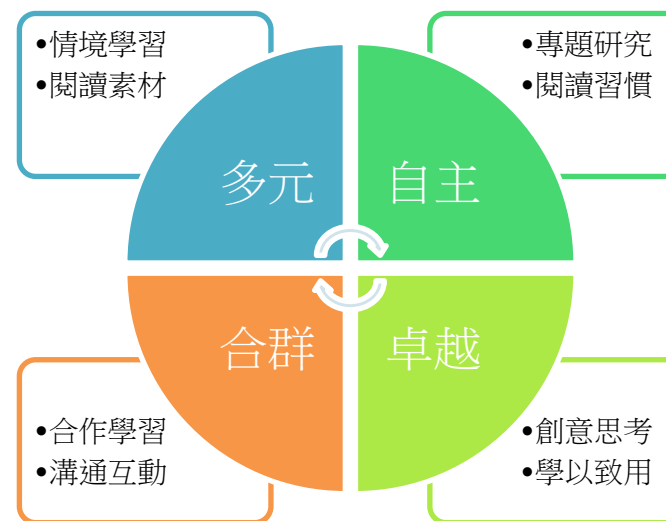 •情境學習
•閱讀素材
•專題研究
•閱讀習慣
多元
自主
合群
卓越
•合作學習
•溝通互動
•創意思考
•學以致用